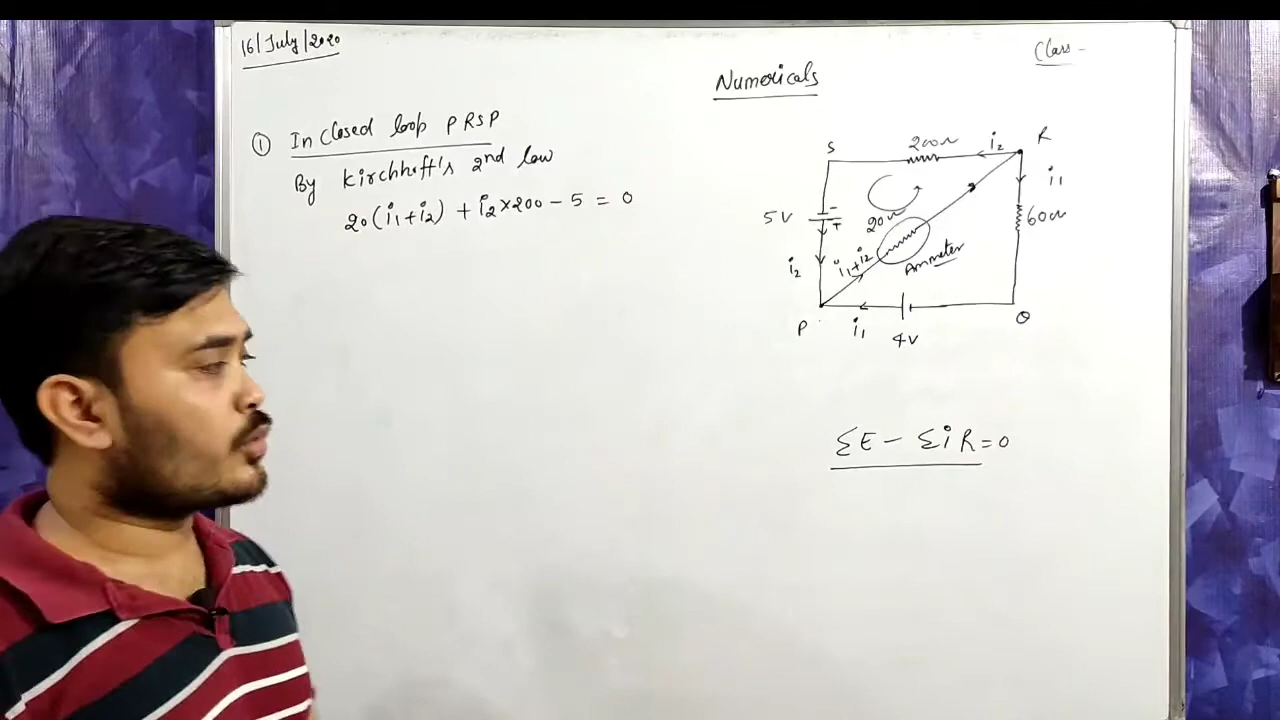 16/July/2020
Class -
Numericals
① In Closed loop PRSP
By Kirchhoff's 2nd law
20(i₁+i₂) + i₂×200 - 5 = 0
S
200Ω
i₂
R
i₁
5V
-
+
20Ω
60Ω
i₂
i₁+i₂
Ammeter
P
i₁
4V
Q
ΣE - ΣiR = 0